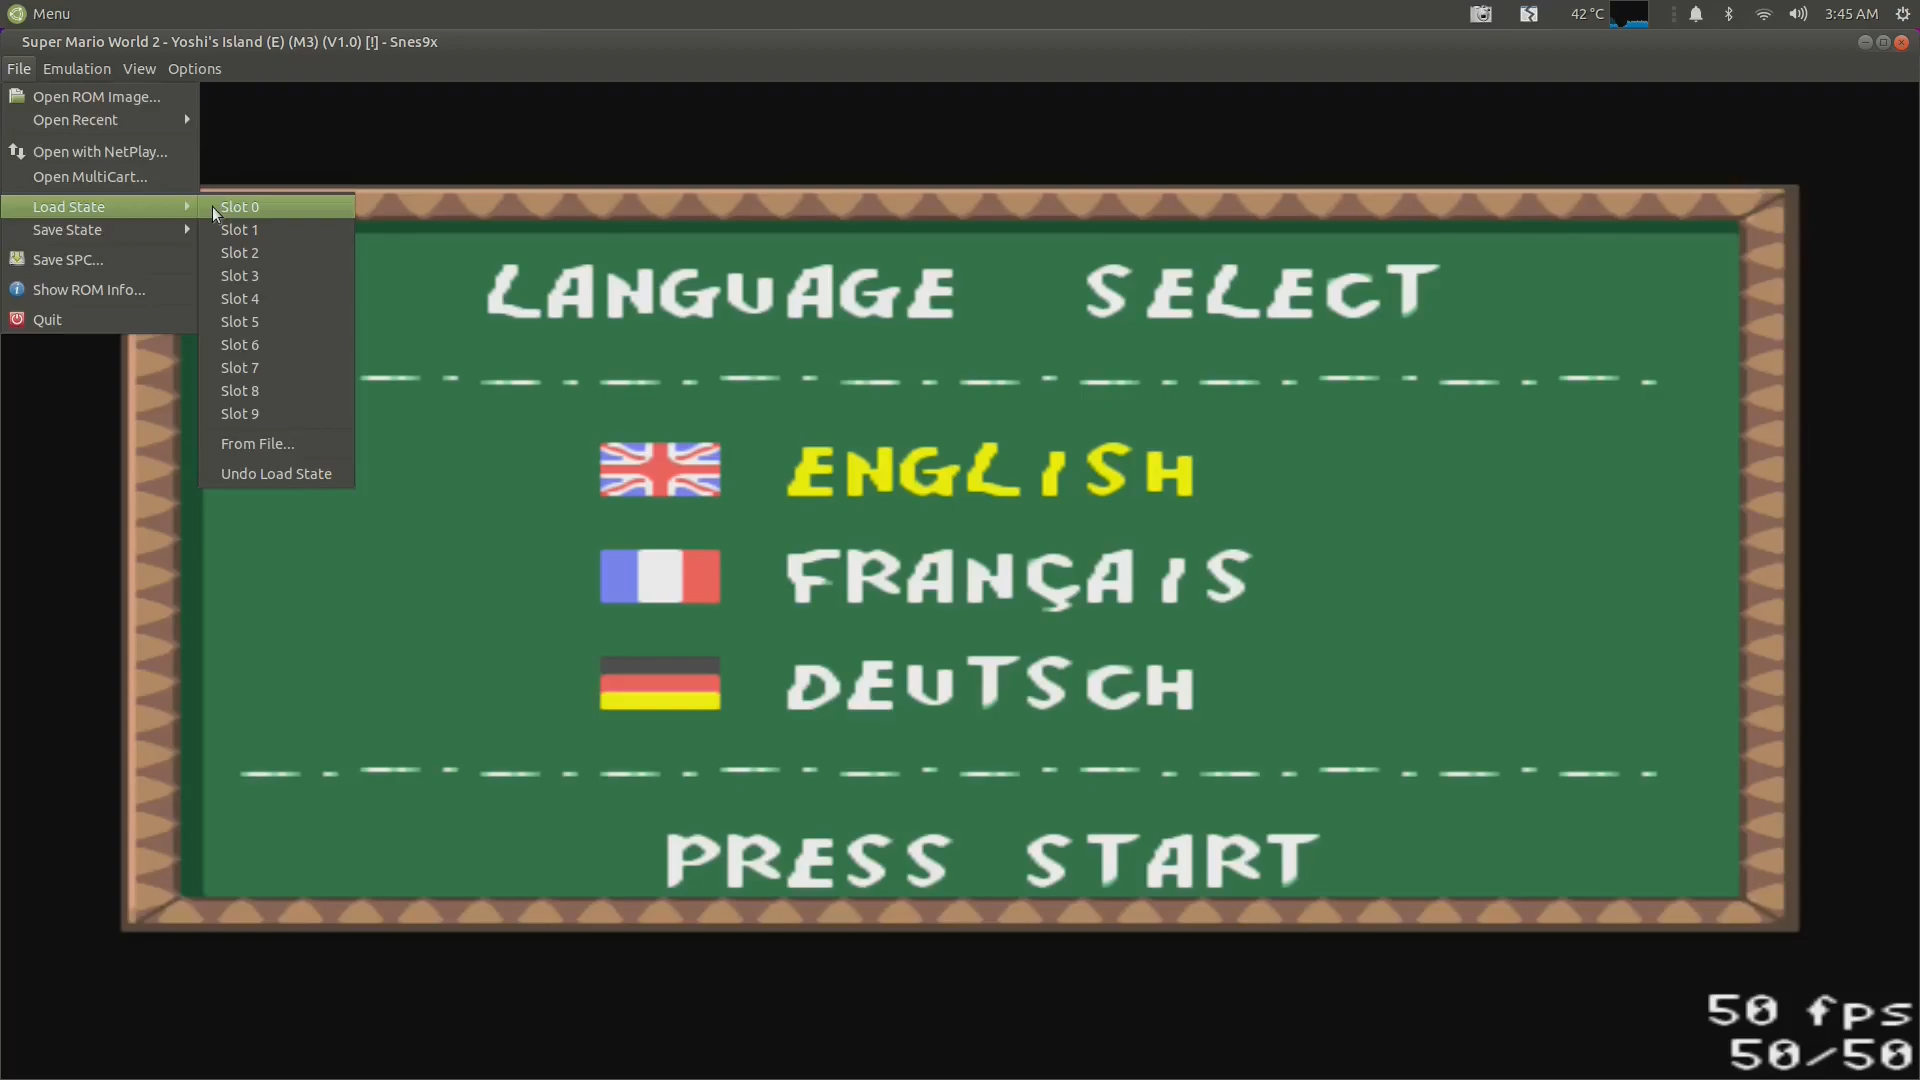 Menu
42 °C
3:45 AM
Super Mario World 2 - Yoshi's Island (E) (M3) (V1.0) [!] - Snes9x
File Emulation View Options
Open ROM Image...
Open Recent
Open with NetPlay...
Open MultiCart...
Load State
Save State
Save SPC...
Show ROM Info...
Quit
Slot 0
Slot 1
Slot 2
Slot 3
Slot 4
Slot 5
Slot 6
Slot 7
Slot 8
Slot 9
From File...
Undo Load State
LANGUAGE SELECT
ENGLISH
FRANÇAIS
DEUTSCH
PRESS START
50 fps
50/50